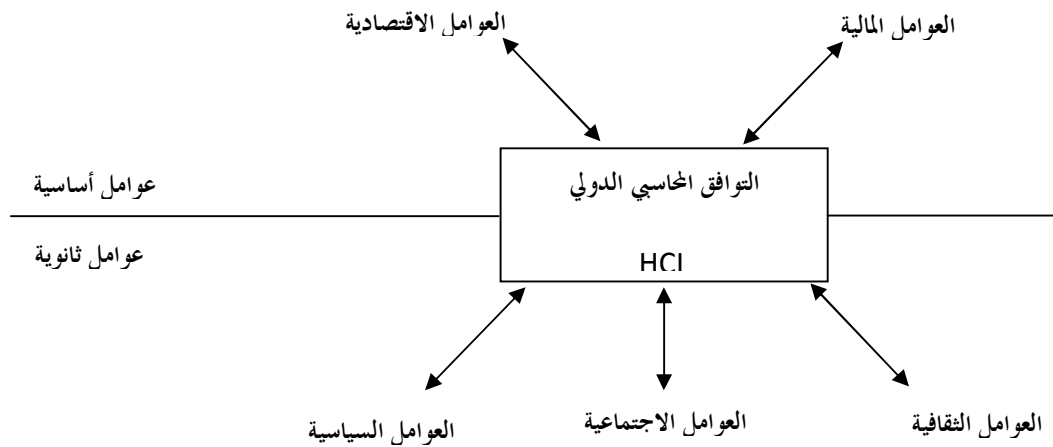 العوامل المالية
العوامل الاقتصادية
التوافق المحاسبي الدولي
عوامل أساسية
عوامل ثانوية
HCI
العوامل الثقافية
العوامل الاجتماعية
العوامل السياسية